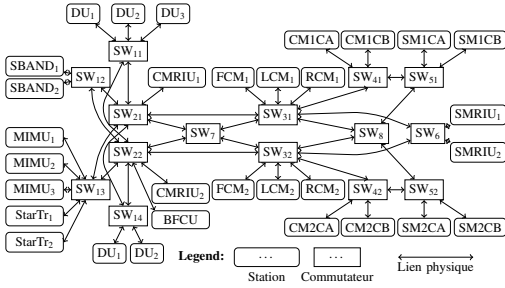 DU₁ DU₂ DU₃
SW₁₁ CM1CA CM1CB SM1CA SM1CB
SBAND₁ SW₁₂ CMRIU₁ FCM₁ LCM₁ RCM₁ SW₄₁ SW₅₁
SBAND₂
SW₂₁ SW₃₁ SMRIU₁
MIMU₁ SW₇ SW₈ SW₆
MIMU₂ SW₂₂ SW₃₂ SMRIU₂
MIMU₃ SW₁₃ CMRIU₂ FCM₂ LCM₂ RCM₂ SW₄₂ SW₅₂
StarTr₁ SW₁₄ BFCU
StarTr₂ CM2CA CM2CB SM2CA SM2CB
DU₁ DU₂ Legend: ... ...
Station Commutateur Lien physique